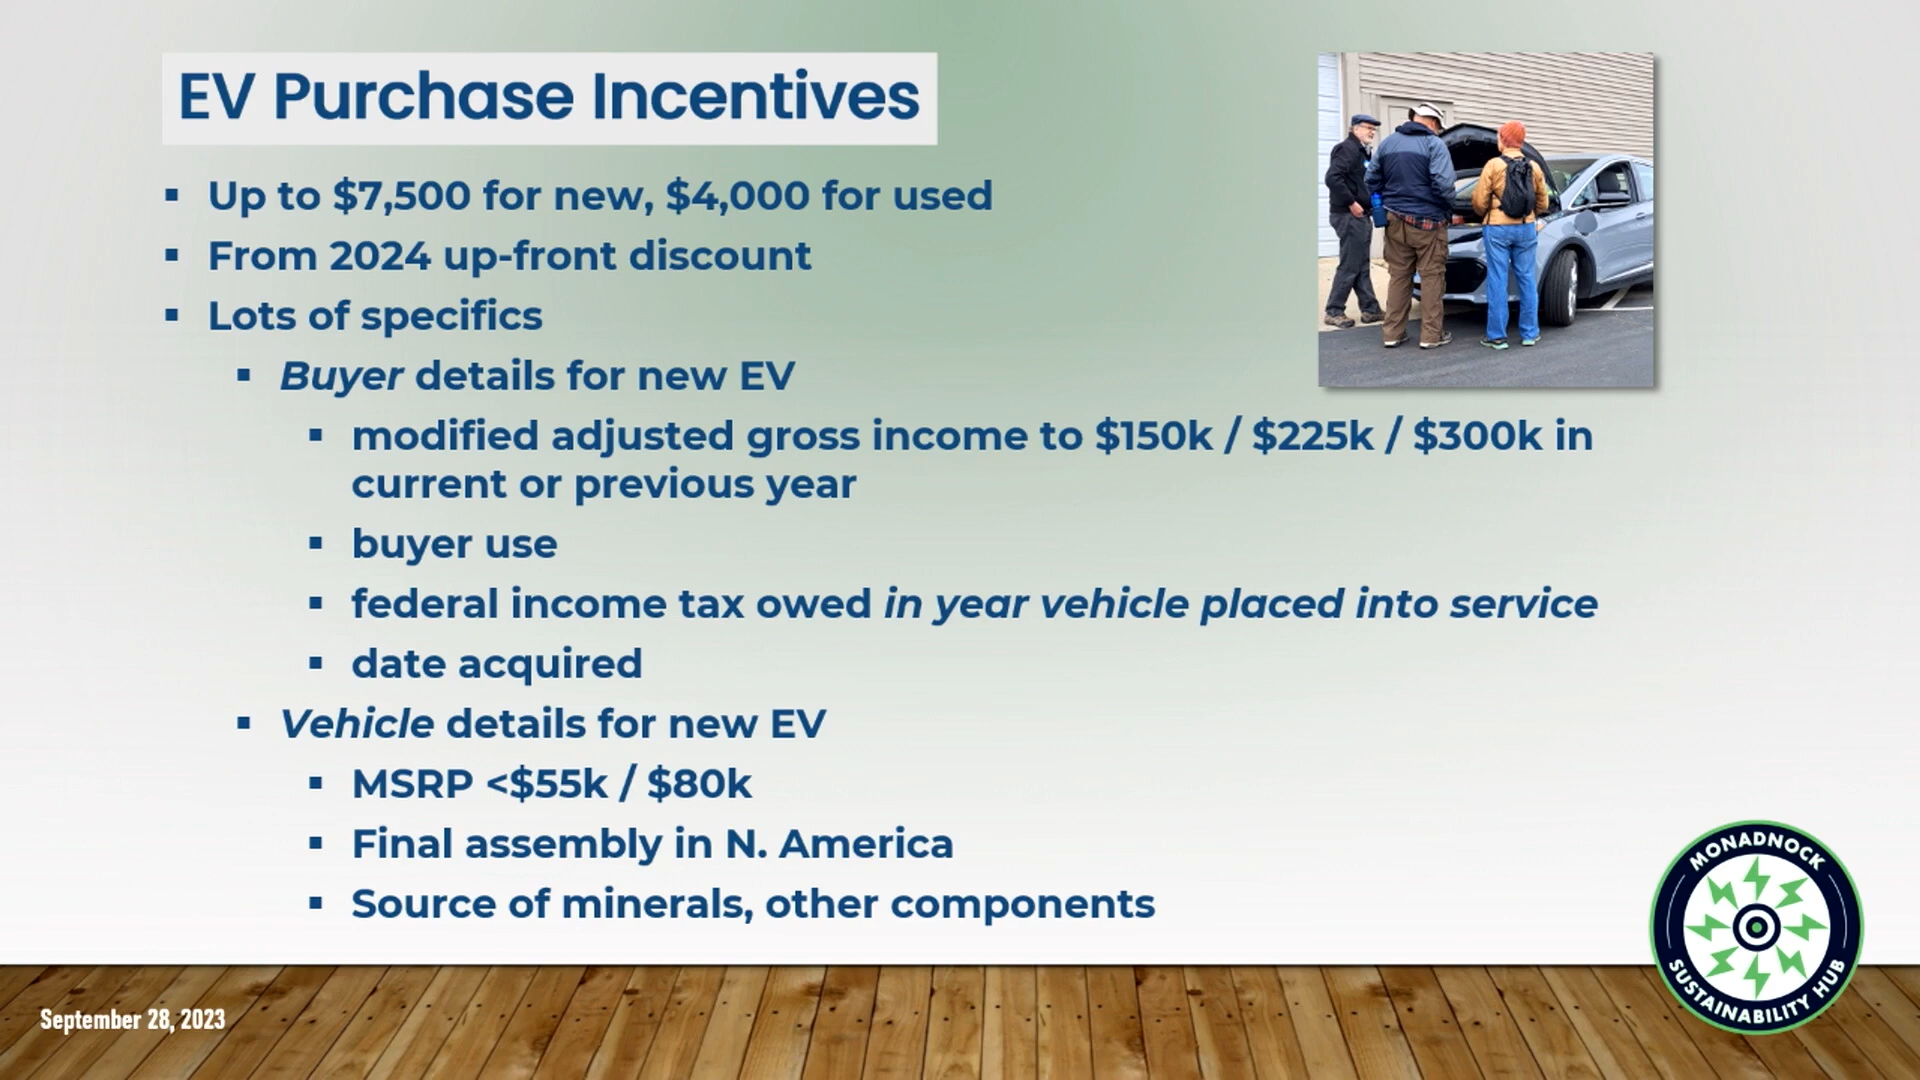 EV Purchase Incentives
▪ Up to $7,500 for new, $4,000 for used
▪ From 2024 up-front discount
▪ Lots of specifics
▪ Buyer details for new EV
▪ modified adjusted gross income to $150k / $225k / $300k in
current or previous year
▪ buyer use
▪ federal income tax owed in year vehicle placed into service
▪ date acquired
▪ Vehicle details for new EV
▪ MSRP <$55k / $80k
▪ Final assembly in N. America
▪ Source of minerals, other components
MONADNOCK
SUSTAINABILITY HUB
September 28, 2023